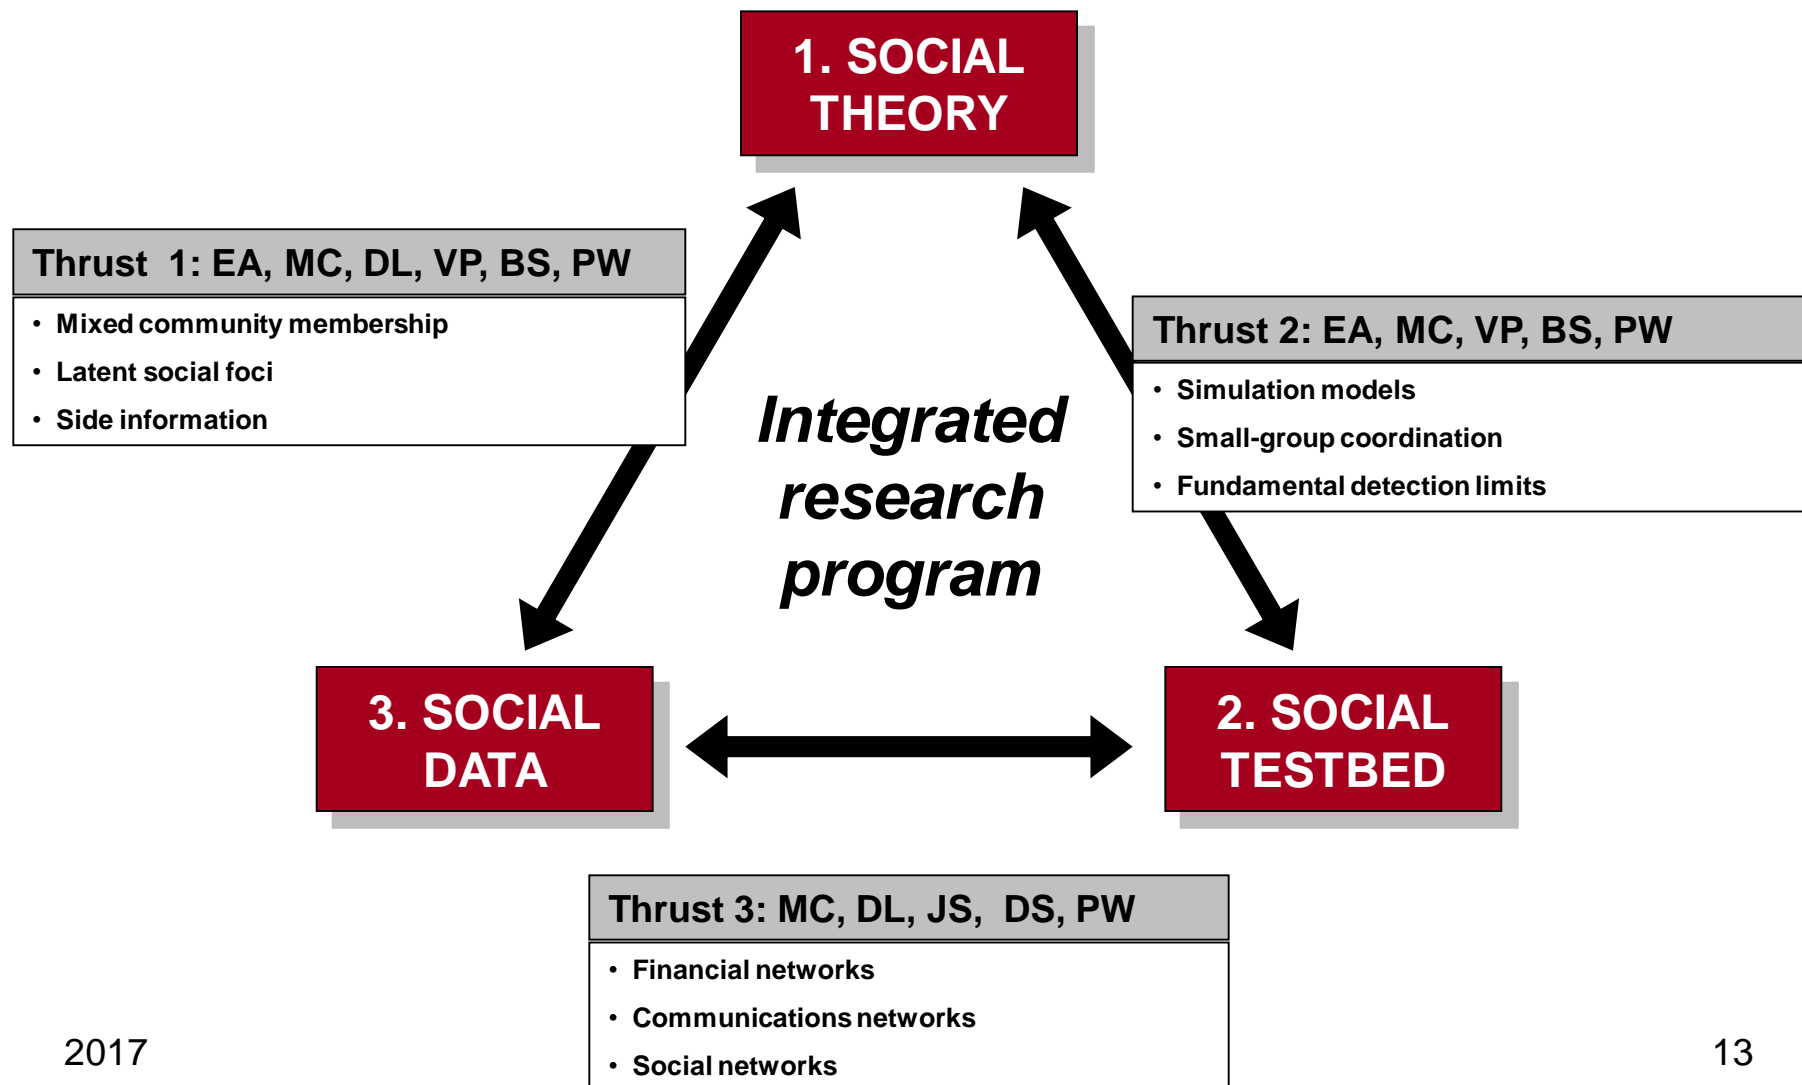 1. SOCIAL
THEORY
Thrust 1: EA, MC, DL, VP, BS, PW
• Mixed community membership
• Latent social foci
• Side information
Thrust 2: EA, MC, VP, BS, PW
• Simulation models
• Small-group coordination
• Fundamental detection limits
Integrated
research
program
3. SOCIAL
DATA
2. SOCIAL
TESTBED
Thrust 3: MC, DL, JS, DS, PW
• Financial networks
• Communications networks
• Social networks
2017
13